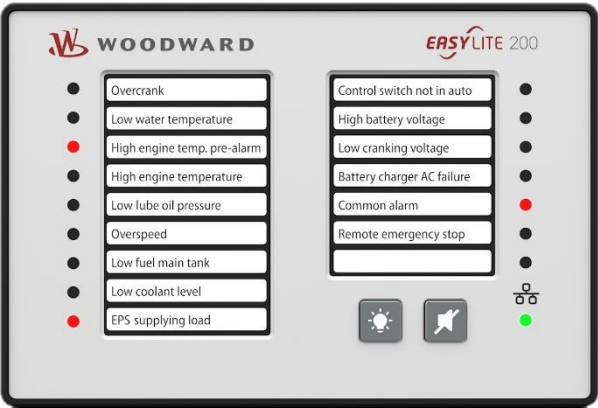 WOODWARD
EASYLITE 200
Overcrank
Low water temperature
High engine temp. pre-alarm
High engine temperature
Low lube oil pressure
Overspeed
Low fuel main tank
Low coolant level
EPS supplying load
Control switch not in auto
High battery voltage
Low cranking voltage
Battery charger AC failure
Common alarm
Remote emergency stop